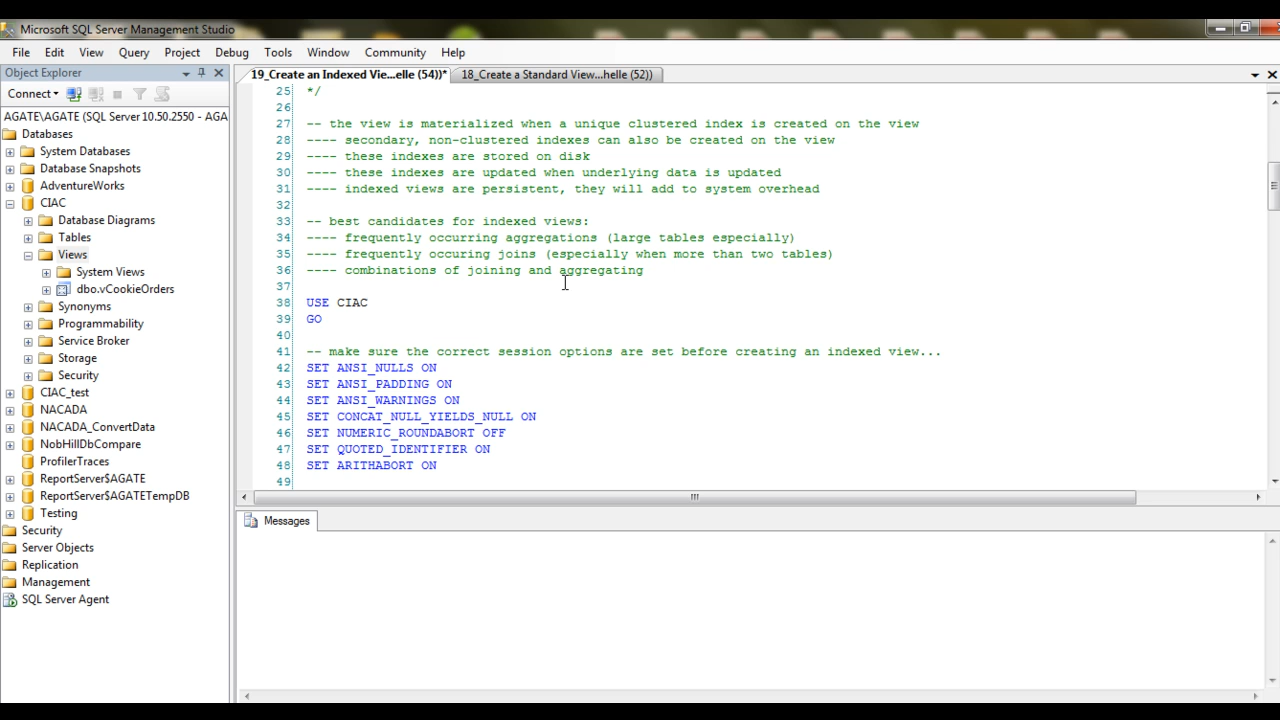 Microsoft SQL Server Management Studio
File Edit View Query Project Debug Tools Window Community Help
Object Explorer
Connect
AGATE\AGATE (SQL Server 10.50.2550 - AGA
Databases
System Databases
Database Snapshots
AdventureWorks
CIAC
Database Diagrams
Tables
Views
System Views
dbo.vCookieOrders
Synonyms
Programmability
Service Broker
Storage
Security
CIAC_test
NACADA
NACADA_ConvertData
NobHillDbCompare
ProfilerTraces
ReportServer$AGATE
ReportServer$AGATETempDB
Testing
Security
Server Objects
Replication
Management
SQL Server Agent
19_Create an Indexed Vie...elle (54))* 18_Create a Standard View...helle (52))
25 */
26
27 -- the view is materialized when a unique clustered index is created on the view
28 ---- secondary, non-clustered indexes can also be created on the view
29 ---- these indexes are stored on disk
30 ---- these indexes are updated when underlying data is updated
31 ---- indexed views are persistent, they will add to system overhead
32
33 -- best candidates for indexed views:
34 ---- frequently occurring aggregations (large tables especially)
35 ---- frequently occuring joins (especially when more than two tables)
36 ---- combinations of joining and aggregating
37
38 USE CIAC
39 GO
40
41 -- make sure the correct session options are set before creating an indexed view...
42 SET ANSI_NULLS ON
43 SET ANSI_PADDING ON
44 SET ANSI_WARNINGS ON
45 SET CONCAT_NULL_YIELDS_NULL ON
46 SET NUMERIC_ROUNDABORT OFF
47 SET QUOTED_IDENTIFIER ON
48 SET ARITHABORT ON
49
Messages